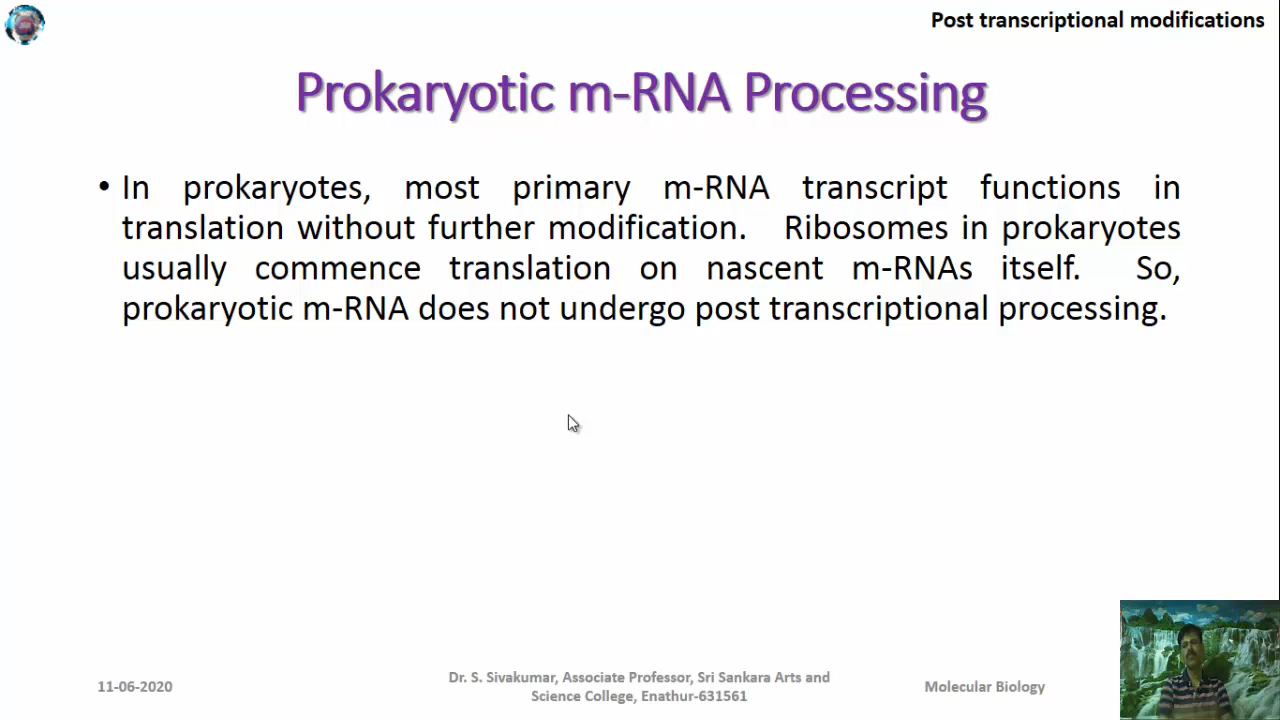 Post transcriptional modifications
Prokaryotic m-RNA Processing
• In prokaryotes, most primary m-RNA transcript functions in
translation without further modification. Ribosomes in prokaryotes
usually commence translation on nascent m-RNAs itself. So,
prokaryotic m-RNA does not undergo post transcriptional processing.
11-06-2020
Dr. S. Sivakumar, Associate Professor, Sri Sankara Arts and
Science College, Enathur-631561
Molecular Biology